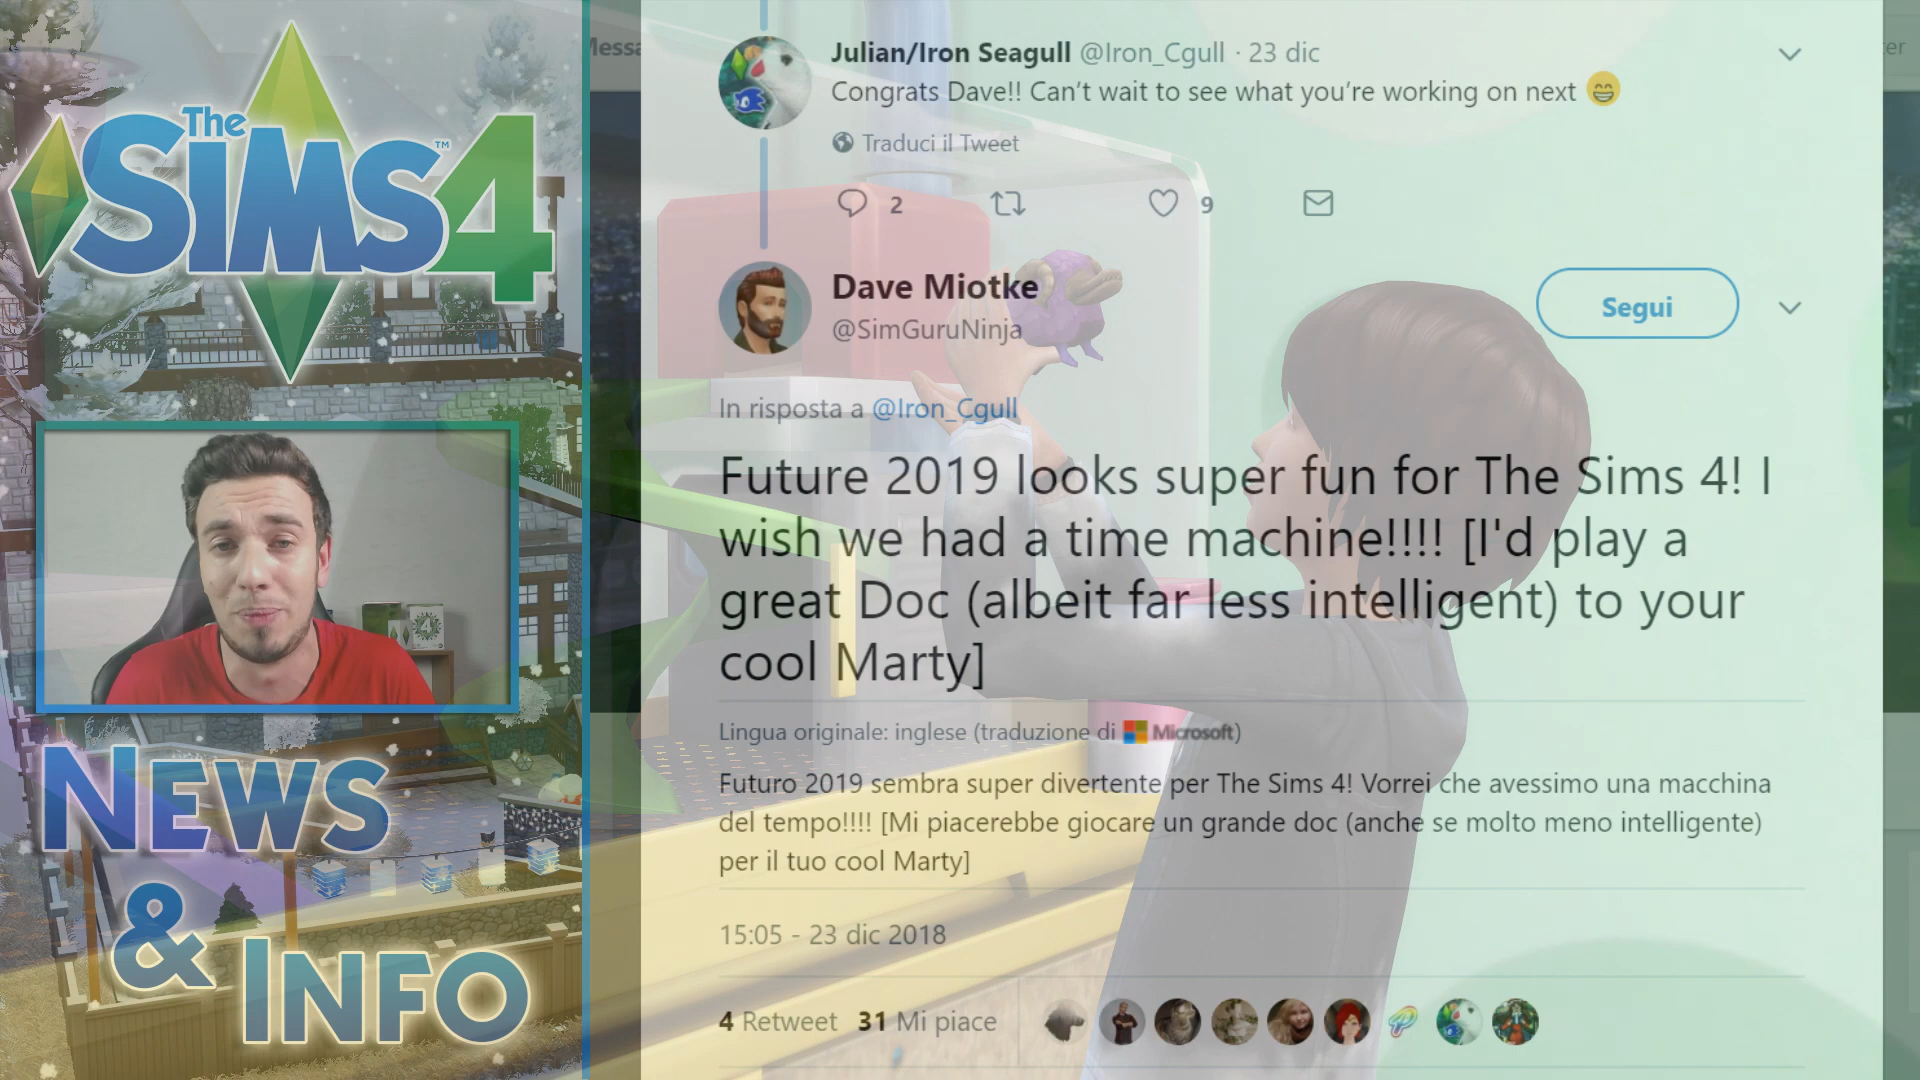 The
SIMS 4
™
NEWS
&
INFO
Messa
Julian/Iron Seagull @Iron_Cgull · 23 dic
Congrats Dave!! Can't wait to see what you're working on next 😄
Traduci il Tweet
2
9
Dave Miotke
@SimGuruNinja
Segui
In risposta a @Iron_Cgull
Future 2019 looks super fun for The Sims 4! I
wish we had a time machine!!!! [I'd play a
great Doc (albeit far less intelligent) to your
cool Marty]
Lingua originale: inglese (traduzione di Microsoft)
Futuro 2019 sembra super divertente per The Sims 4! Vorrei che avessimo una macchina
del tempo!!!! [Mi piacerebbe giocare un grande doc (anche se molto meno intelligente)
per il tuo cool Marty]
15:05 - 23 dic 2018
4 Retweet 31 Mi piace